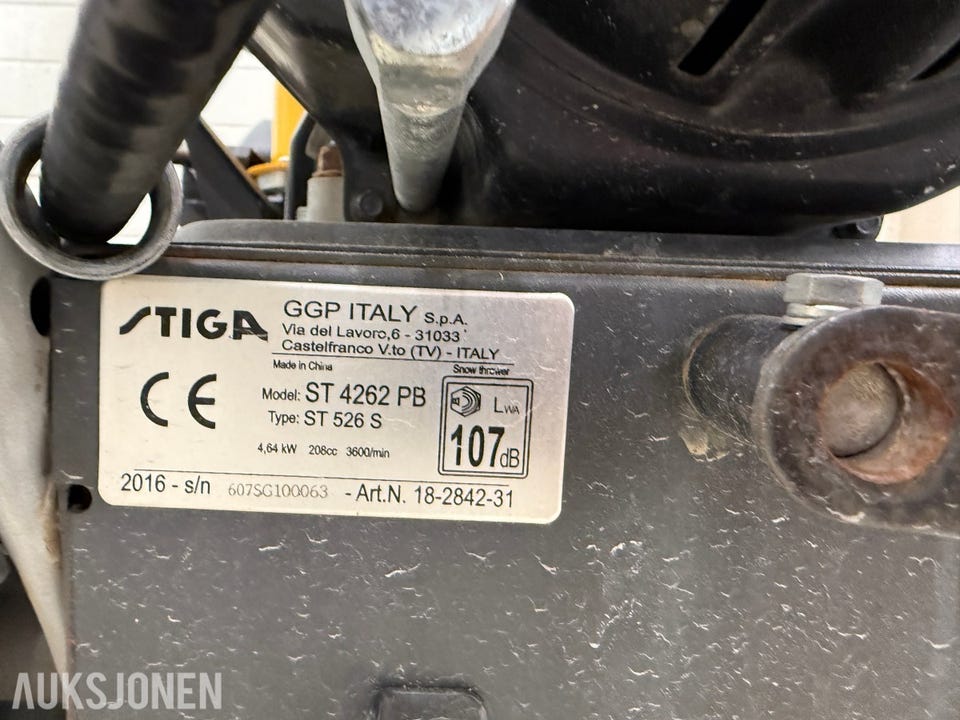 STIGA
GGP ITALY S.p.A.
Via del Lavoro,6 - 31033
Castelfranco V.to (TV) - ITALY
Made in China
Snow thrower
CE
Model: ST 4262 PB
Type: ST 526 S
LWA
107dB
4,64 kW 208cc 3600/min
2016 - s/n 607SG100063 - Art.N. 18-2842-31
AUKSJONEN